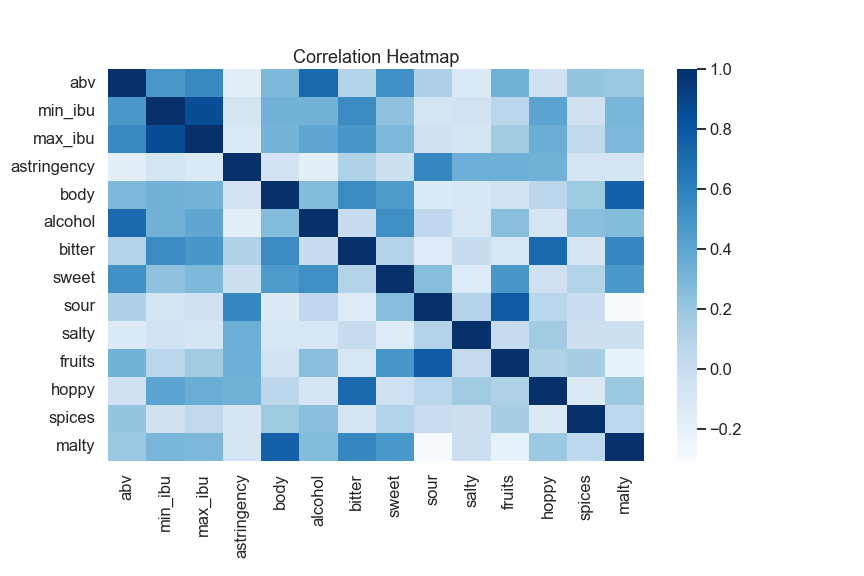 Correlation Heatmap
abv
min_ibu
max_ibu
astringency
body
alcohol
bitter
sweet
sour
salty
fruits
hoppy
spices
malty
abv
min_ibu
max_ibu
astringency
body
alcohol
bitter
sweet
sour
salty
fruits
hoppy
spices
malty
1.0
0.8
0.6
0.4
0.2
0.0
−0.2